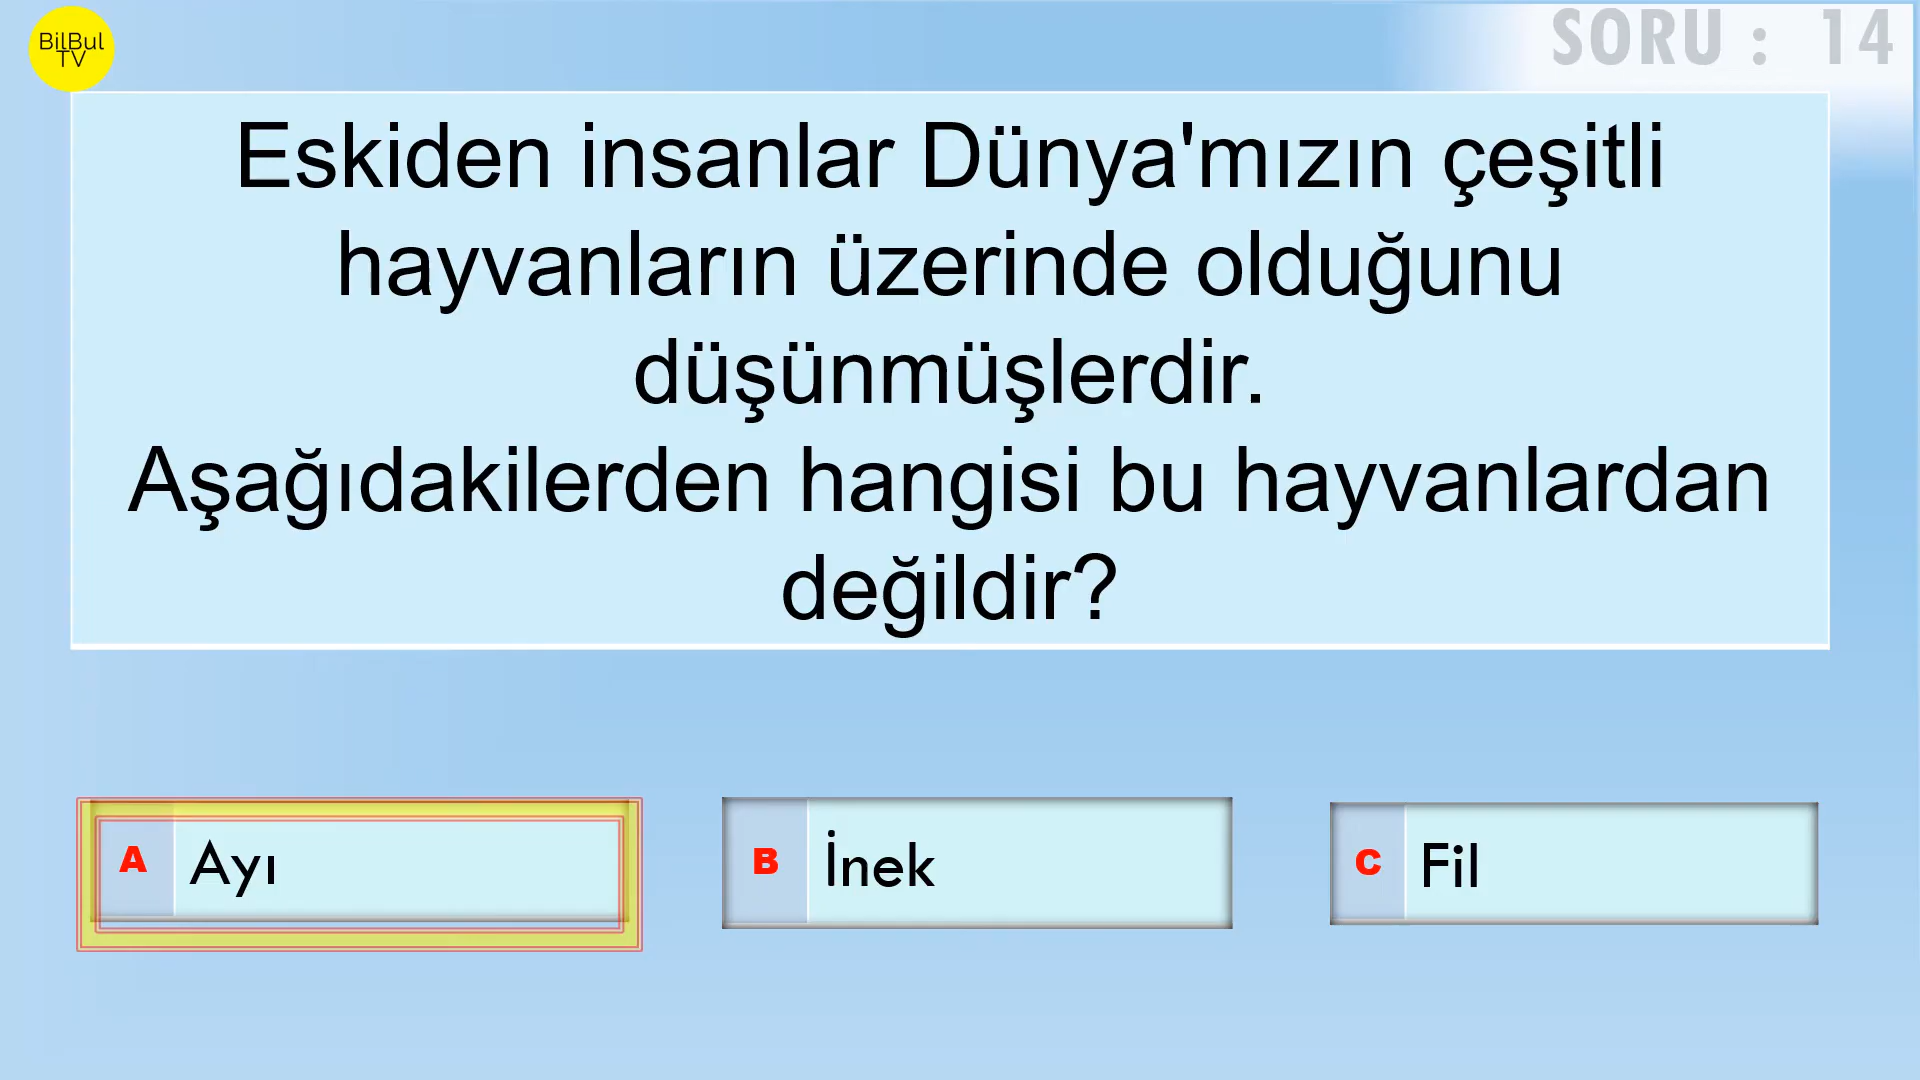 BilBul
TV
SORU : 14
Eskiden insanlar Dünya'mızın çeşitli
hayvanların üzerinde olduğunu
düşünmüşlerdir.
Aşağıdakilerden hangisi bu hayvanlardan
değildir?
A Ayı
B İnek
C Fil